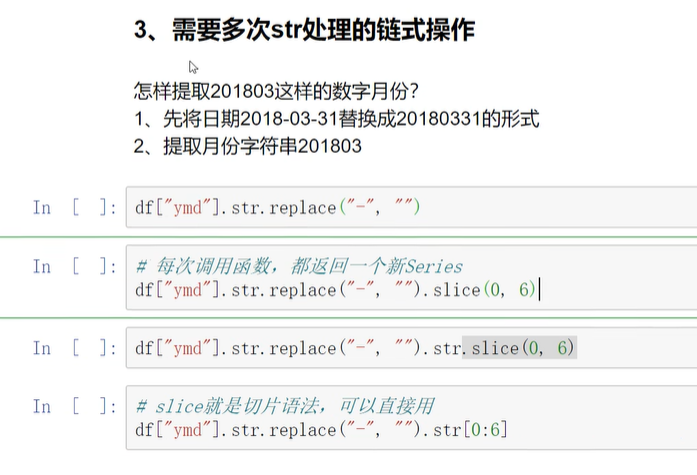 3、需要多次str处理的链式操作
怎样提取201803这样的数字月份？
1、先将日期2018-03-31替换成20180331的形式
2、提取月份字符串201803
In [ ]: df["ymd"].str.replace("-", "")
In [ ]: # 每次调用函数，都返回一个新Series
df["ymd"].str.replace("-", "").slice(0, 6)
In [ ]: df["ymd"].str.replace("-", "").str.slice(0, 6)
In [ ]: # slice就是切片语法，可以直接用
df["ymd"].str.replace("-", "").str[0:6]